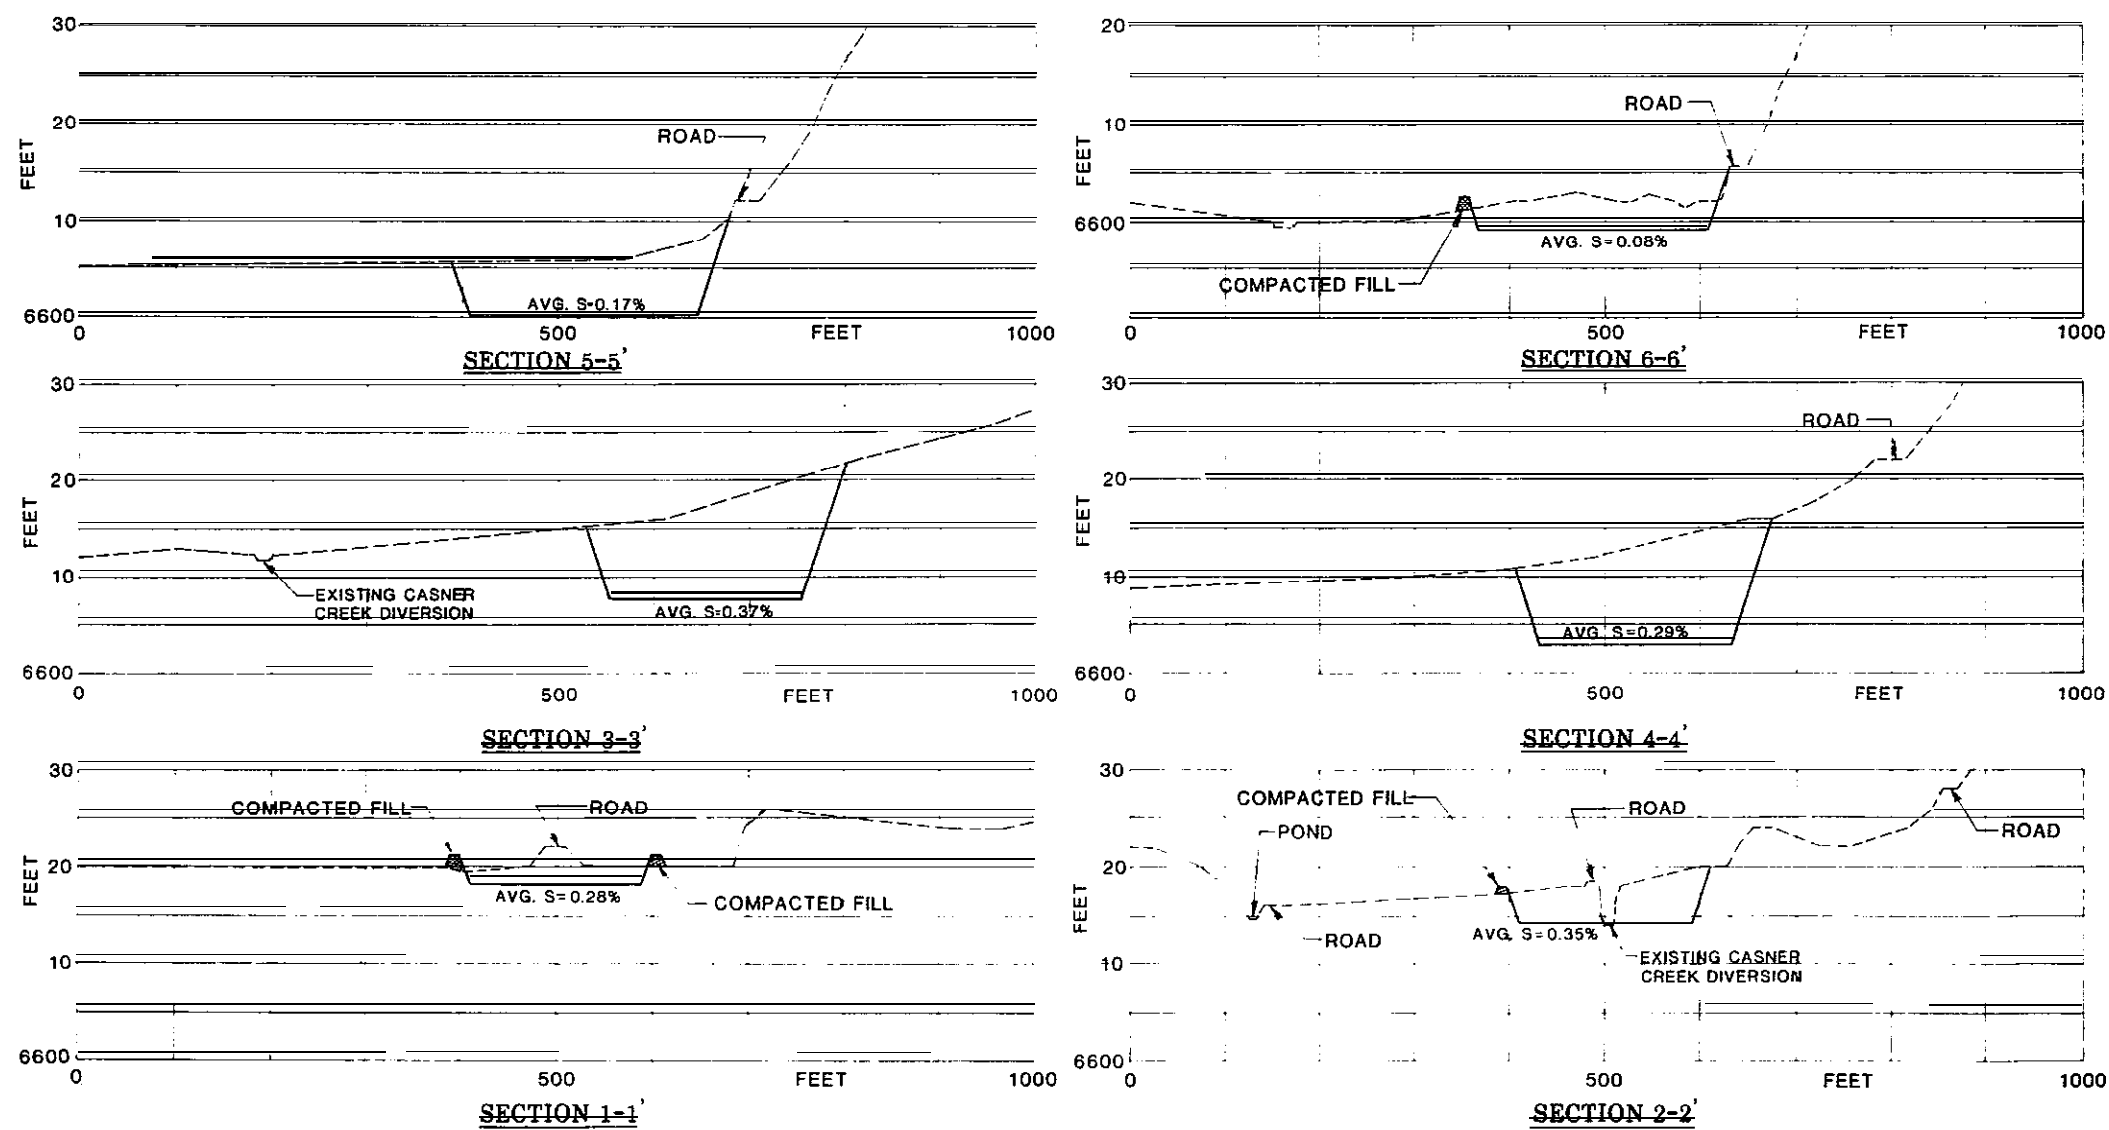 30
20
10
6600
FEET
ROAD
AVG. S=0.17%
0
500
FEET
1000
SECTION 5-5'
20
10
6600
FEET
ROAD
AVG. S=0.08%
COMPACTED FILL
0
500
FEET
1000
SECTION 6-6'
30
20
10
6600
FEET
EXISTING CASNER
CREEK DIVERSION
AVG. S=0.37%
0
500
FEET
1000
SECTION 3-3'
30
20
10
6600
FEET
ROAD
AVG. S=0.29%
0
500
FEET
1000
SECTION 4-4'
30
20
10
6600
FEET
COMPACTED FILL
ROAD
AVG. S=0.28%
COMPACTED FILL
0
500
FEET
1000
SECTION 1-1'
30
20
10
6600
FEET
COMPACTED FILL
ROAD
POND
ROAD
ROAD
AVG. S=0.35%
EXISTING CASNER
CREEK DIVERSION
0
500
FEET
1000
SECTION 2-2'